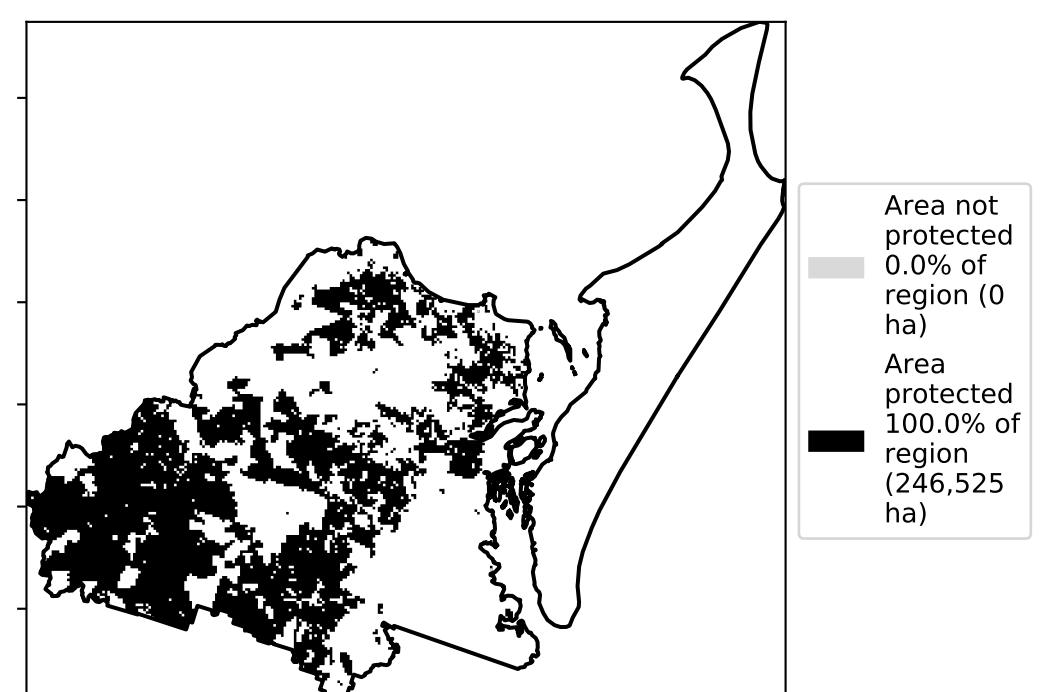 Area not
protected
0.0% of
region (0
ha)
Area
protected
100.0% of
region
(246,525
ha)